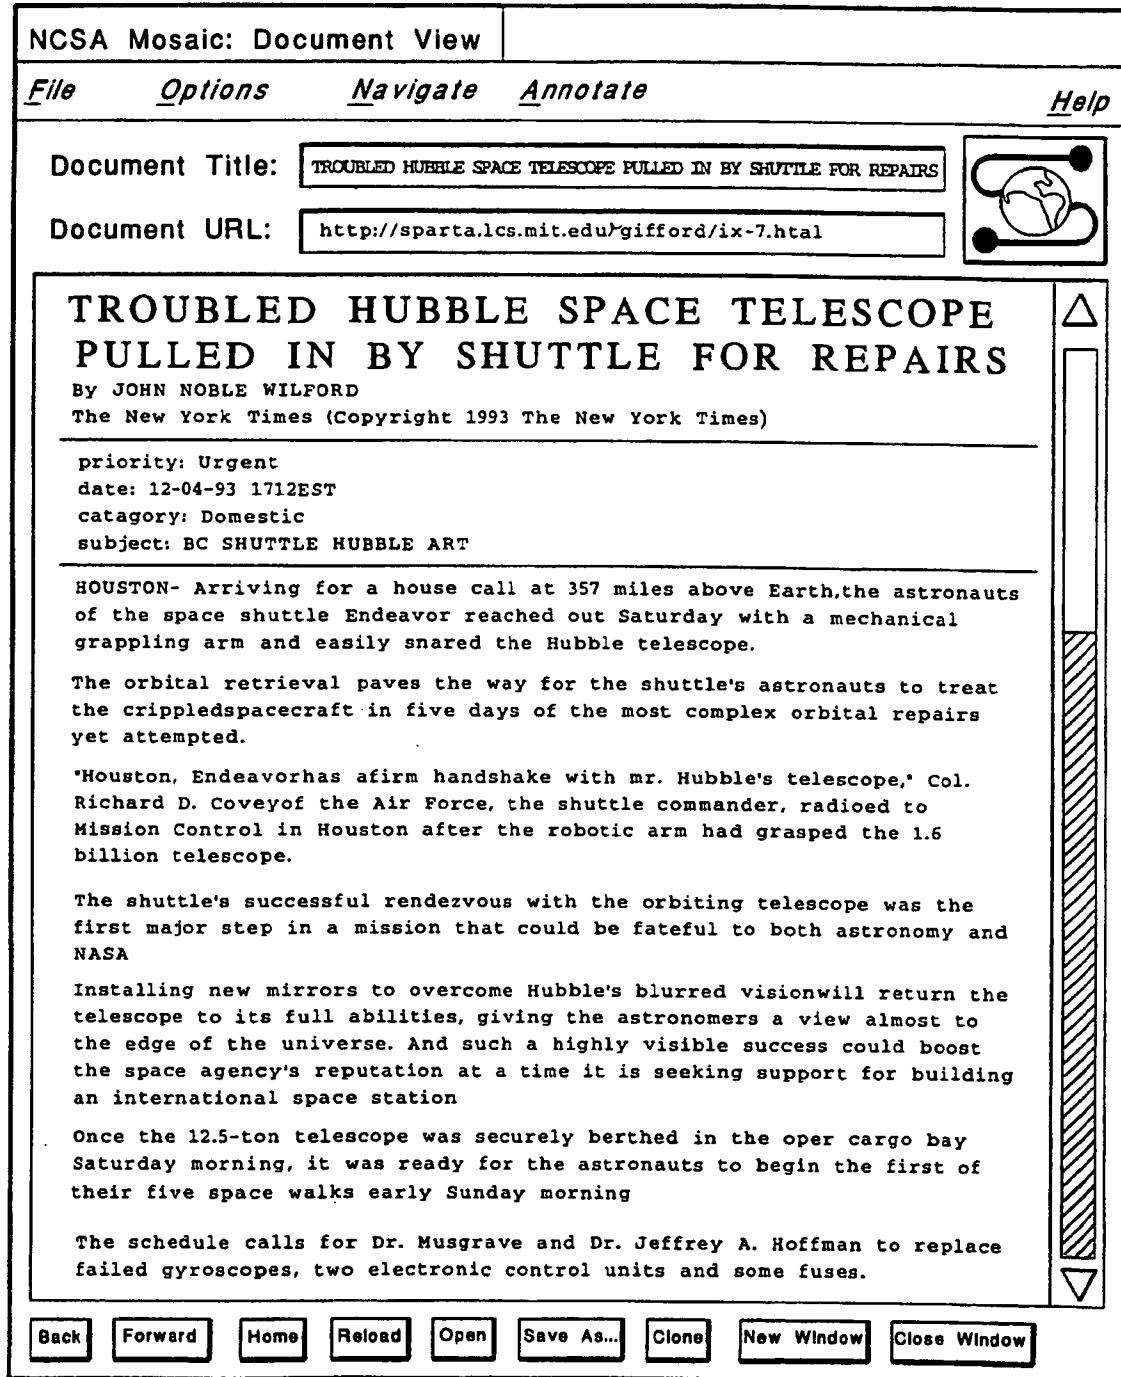 NCSA Mosaic: Document View
File Options Navigate Annotate Help
Document Title: TROUBLED HUBBLE SPACE TELESCOPE PULLED IN BY SHUTTLE FOR REPAIRS
Document URL: http://sparta.lcs.mit.edu/~gifford/ix-7.htal
TROUBLED HUBBLE SPACE TELESCOPE
PULLED IN BY SHUTTLE FOR REPAIRS
By JOHN NOBLE WILFORD
The New York Times (Copyright 1993 The New York Times)
priority: Urgent
date: 12-04-93 1712EST
catagory: Domestic
subject: BC SHUTTLE HUBBLE ART
HOUSTON- Arriving for a house call at 357 miles above Earth,the astronauts
of the space shuttle Endeavor reached out Saturday with a mechanical
grappling arm and easily snared the Hubble telescope.
The orbital retrieval paves the way for the shuttle's astronauts to treat
the crippledspacecraft in five days of the most complex orbital repairs
yet attempted.
"Houston, Endeavorhas afirm handshake with mr. Hubble's telescope," Col.
Richard D. Coveyof the Air Force, the shuttle commander, radioed to
Mission Control in Houston after the robotic arm had grasped the 1.6
billion telescope.
The shuttle's successful rendezvous with the orbiting telescope was the
first major step in a mission that could be fateful to both astronomy and
NASA
Installing new mirrors to overcome Hubble's blurred visionwill return the
telescope to its full abilities, giving the astronomers a view almost to
the edge of the universe. And such a highly visible success could boost
the space agency's reputation at a time it is seeking support for building
an international space station
Once the 12.5-ton telescope was securely berthed in the oper cargo bay
Saturday morning, it was ready for the astronauts to begin the first of
their five space walks early Sunday morning
The schedule calls for Dr. Musgrave and Dr. Jeffrey A. Hoffman to replace
failed gyroscopes, two electronic control units and some fuses.
Back Forward Home Reload Open Save As... Clone New Window Close Window